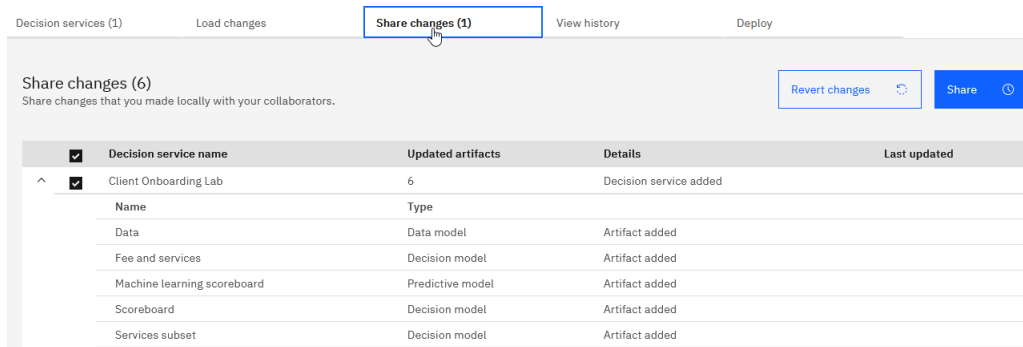 Decision services (1) Load changes Share changes (1) View history Deploy
Share changes (6)
Share changes that you made locally with your collaborators.
Revert changes Share
Decision service name Updated artifacts Details Last updated
Client Onboarding Lab 6 Decision service added
Name Type
Data Data model Artifact added
Fee and services Decision model Artifact added
Machine learning scoreboard Predictive model Artifact added
Scoreboard Decision model Artifact added
Services subset Decision model Artifact added